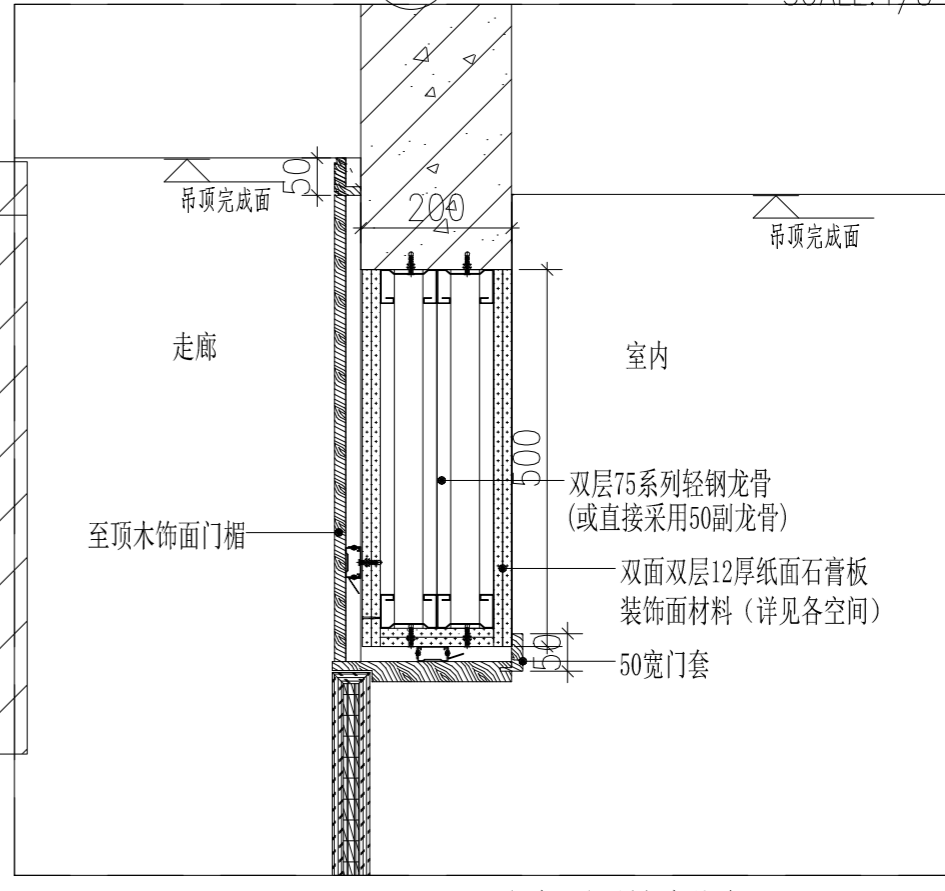 50
吊顶完成面
200
吊顶完成面
走廊
室内
500
双层75系列轻钢龙骨
(或直接采用50副龙骨)
至顶木饰面门楣
双面双层12厚纸面石膏板
装饰面材料（详见各空间）
50
50宽门套